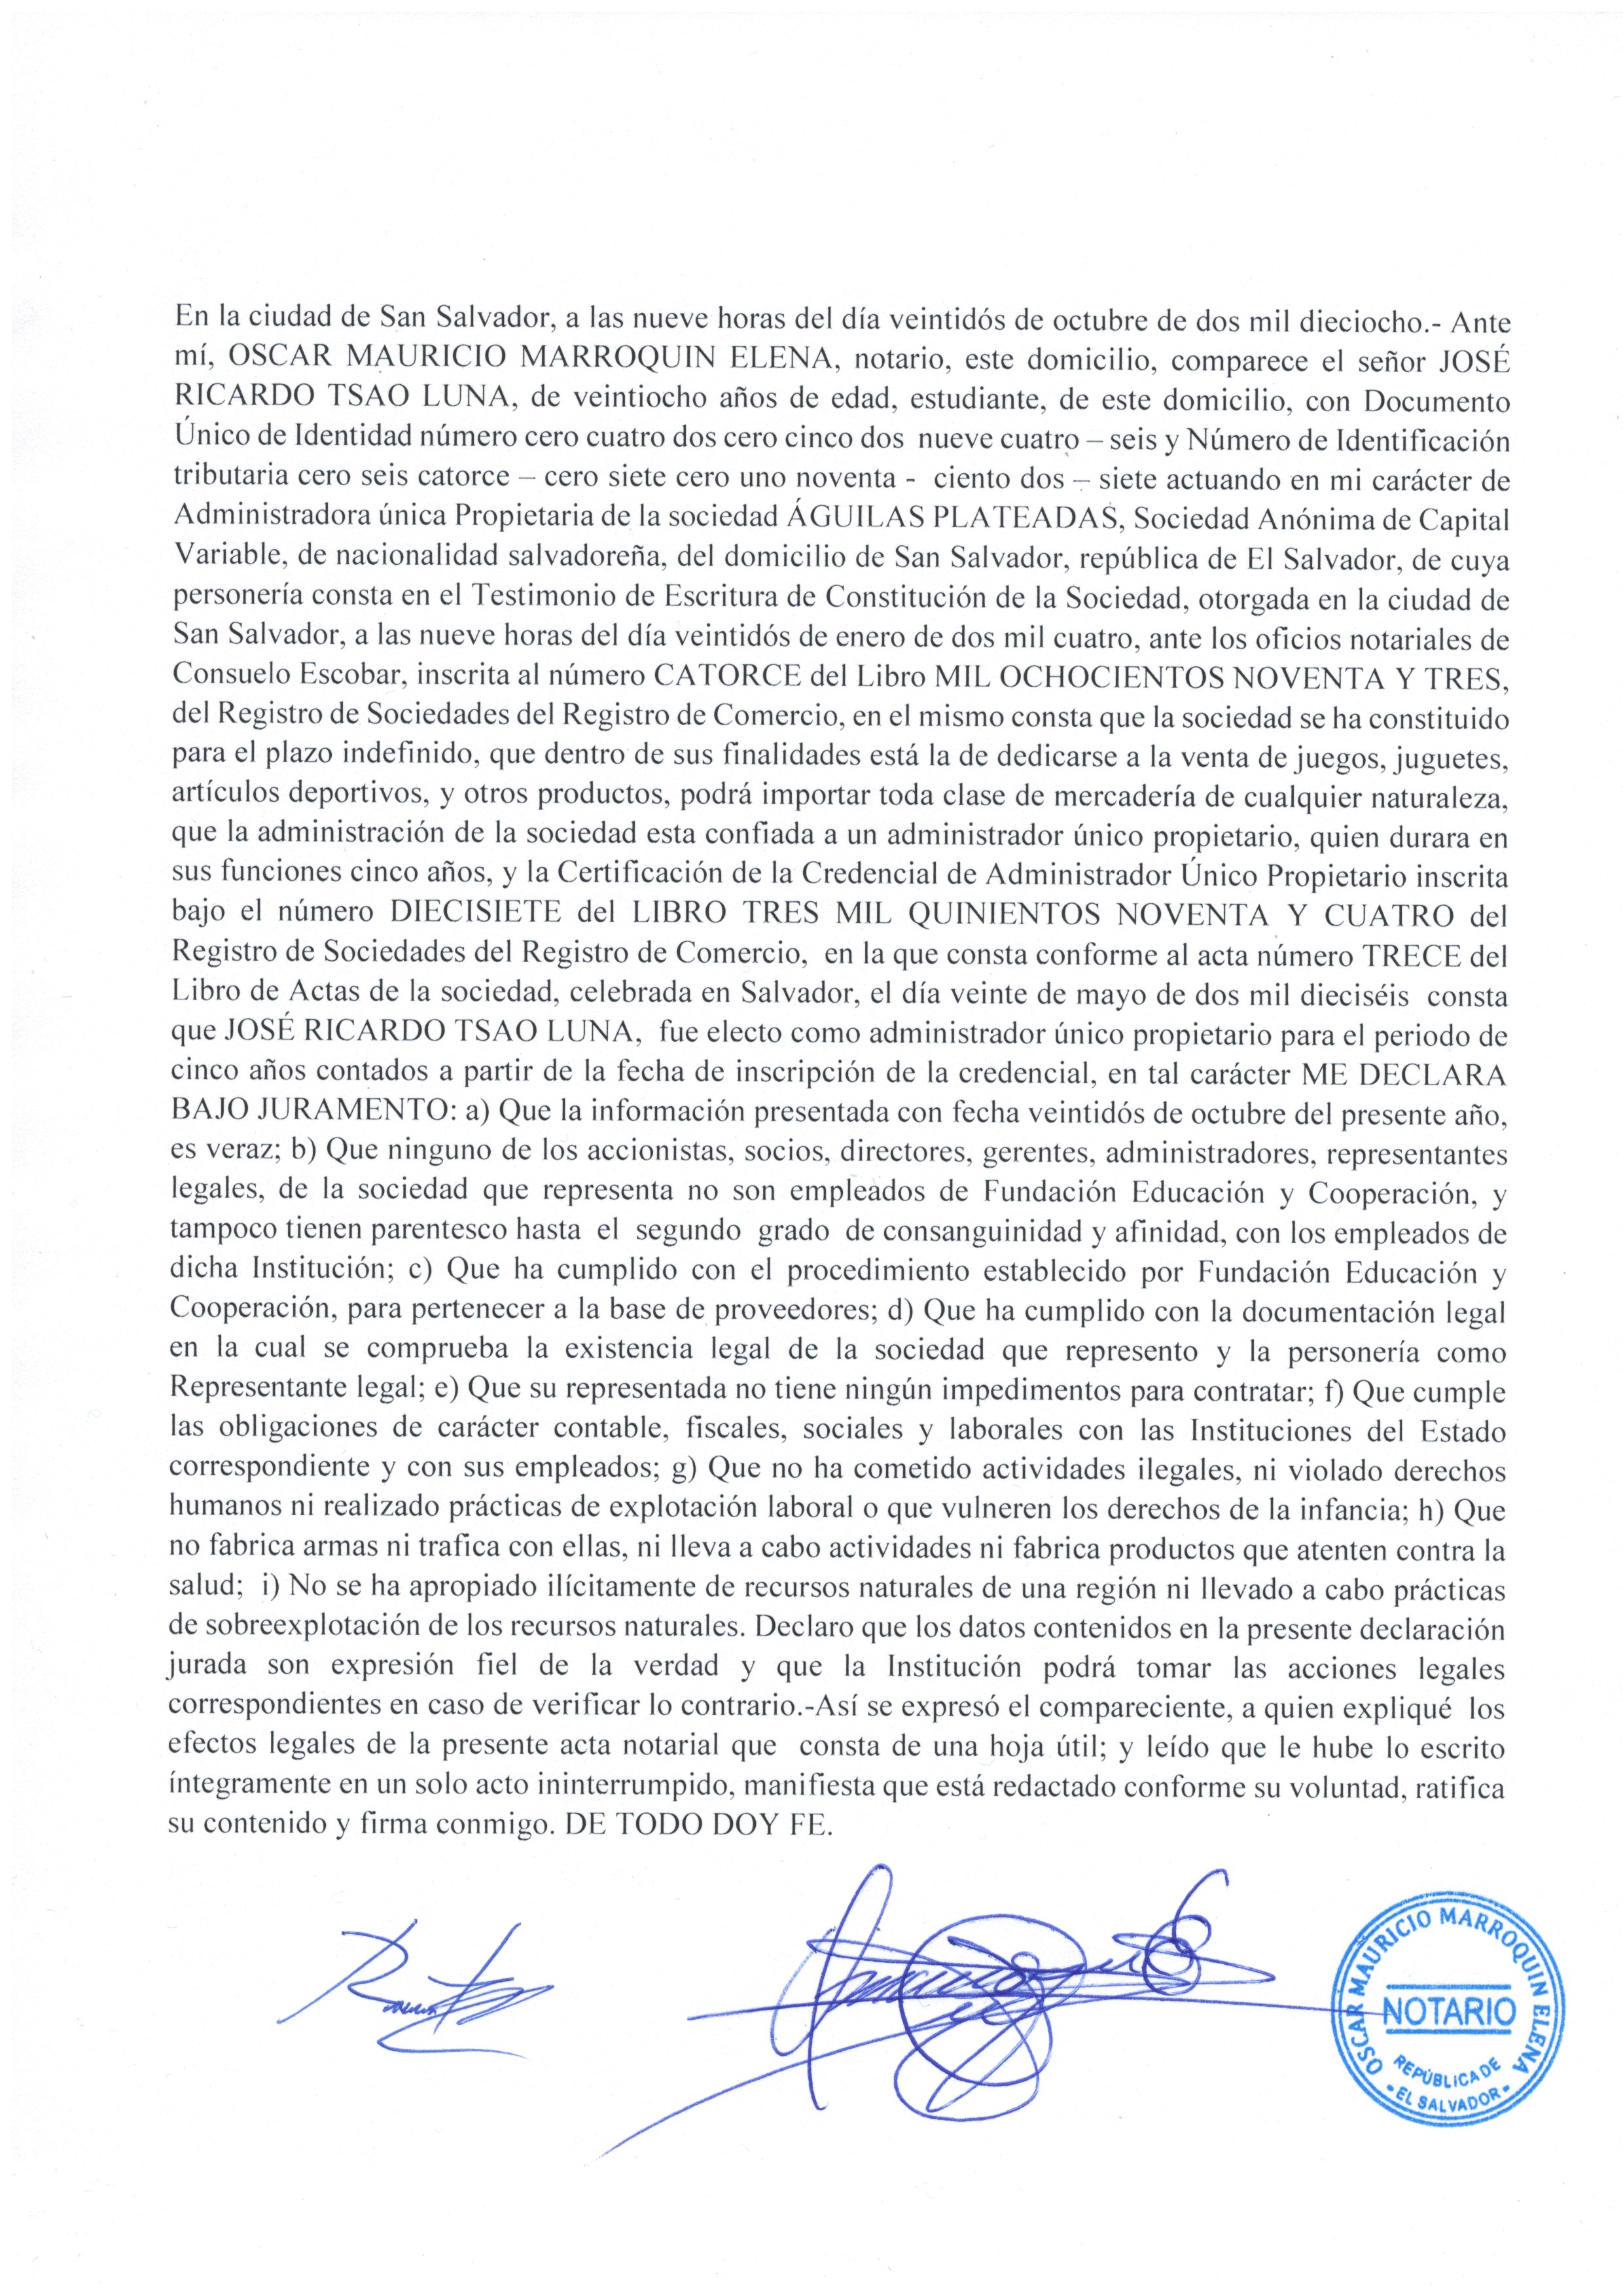 En la ciudad de San Salvador, a las nueve horas del día veintidós de octubre de dos mil dieciocho.- Ante
mí, OSCAR MAURICIO MARROQUIN ELENA, notario, este domicilio, comparece el señor JOSÉ
RICARDO TSAO LUNA, de veintiocho años de edad, estudiante, de este domicilio, con Documento
Único de Identidad número cero cuatro dos cero cinco dos nueve cuatro – seis y Número de Identificación
tributaria cero seis catorce – cero siete cero uno noventa - ciento dos – siete actuando en mi carácter de
Administradora única Propietaria de la sociedad ÁGUILAS PLATEADAS, Sociedad Anónima de Capital
Variable, de nacionalidad salvadoreña, del domicilio de San Salvador, república de El Salvador, de cuya
personería consta en el Testimonio de Escritura de Constitución de la Sociedad, otorgada en la ciudad de
San Salvador, a las nueve horas del día veintidós de enero de dos mil cuatro, ante los oficios notariales de
Consuelo Escobar, inscrita al número CATORCE del Libro MIL OCHOCIENTOS NOVENTA Y TRES,
del Registro de Sociedades del Registro de Comercio, en el mismo consta que la sociedad se ha constituido
para el plazo indefinido, que dentro de sus finalidades está la de dedicarse a la venta de juegos, juguetes,
artículos deportivos, y otros productos, podrá importar toda clase de mercadería de cualquier naturaleza,
que la administración de la sociedad esta confiada a un administrador único propietario, quien durara en
sus funciones cinco años, y la Certificación de la Credencial de Administrador Único Propietario inscrita
bajo el número DIECISIETE del LIBRO TRES MIL QUINIENTOS NOVENTA Y CUATRO del
Registro de Sociedades del Registro de Comercio, en la que consta conforme al acta número TRECE del
Libro de Actas de la sociedad, celebrada en Salvador, el día veinte de mayo de dos mil dieciséis consta
que JOSÉ RICARDO TSAO LUNA, fue electo como administrador único propietario para el periodo de
cinco años contados a partir de la fecha de inscripción de la credencial, en tal carácter ME DECLARA
BAJO JURAMENTO: a) Que la información presentada con fecha veintidós de octubre del presente año,
es veraz; b) Que ninguno de los accionistas, socios, directores, gerentes, administradores, representantes
legales, de la sociedad que representa no son empleados de Fundación Educación y Cooperación, y
tampoco tienen parentesco hasta el segundo grado de consanguinidad y afinidad, con los empleados de
dicha Institución; c) Que ha cumplido con el procedimiento establecido por Fundación Educación y
Cooperación, para pertenecer a la base de proveedores; d) Que ha cumplido con la documentación legal
en la cual se comprueba la existencia legal de la sociedad que represento y la personería como
Representante legal; e) Que su representada no tiene ningún impedimentos para contratar; f) Que cumple
las obligaciones de carácter contable, fiscales, sociales y laborales con las Instituciones del Estado
correspondiente y con sus empleados; g) Que no ha cometido actividades ilegales, ni violado derechos
humanos ni realizado prácticas de explotación laboral o que vulneren los derechos de la infancia; h) Que
no fabrica armas ni trafica con ellas, ni lleva a cabo actividades ni fabrica productos que atenten contra la
salud; i) No se ha apropiado ilícitamente de recursos naturales de una región ni llevado a cabo prácticas
de sobreexplotación de los recursos naturales. Declaro que los datos contenidos en la presente declaración
jurada son expresión fiel de la verdad y que la Institución podrá tomar las acciones legales
correspondientes en caso de verificar lo contrario.-Así se expresó el compareciente, a quien expliqué los
efectos legales de la presente acta notarial que consta de una hoja útil; y leído que le hube lo escrito
íntegramente en un solo acto ininterrumpido, manifiesta que está redactado conforme su voluntad, ratifica
su contenido y firma conmigo. DE TODO DOY FE.
OSCAR MAURICIO MARROQUIN ELENA
NOTARIO
REPÚBLICA DE
EL SALVADOR